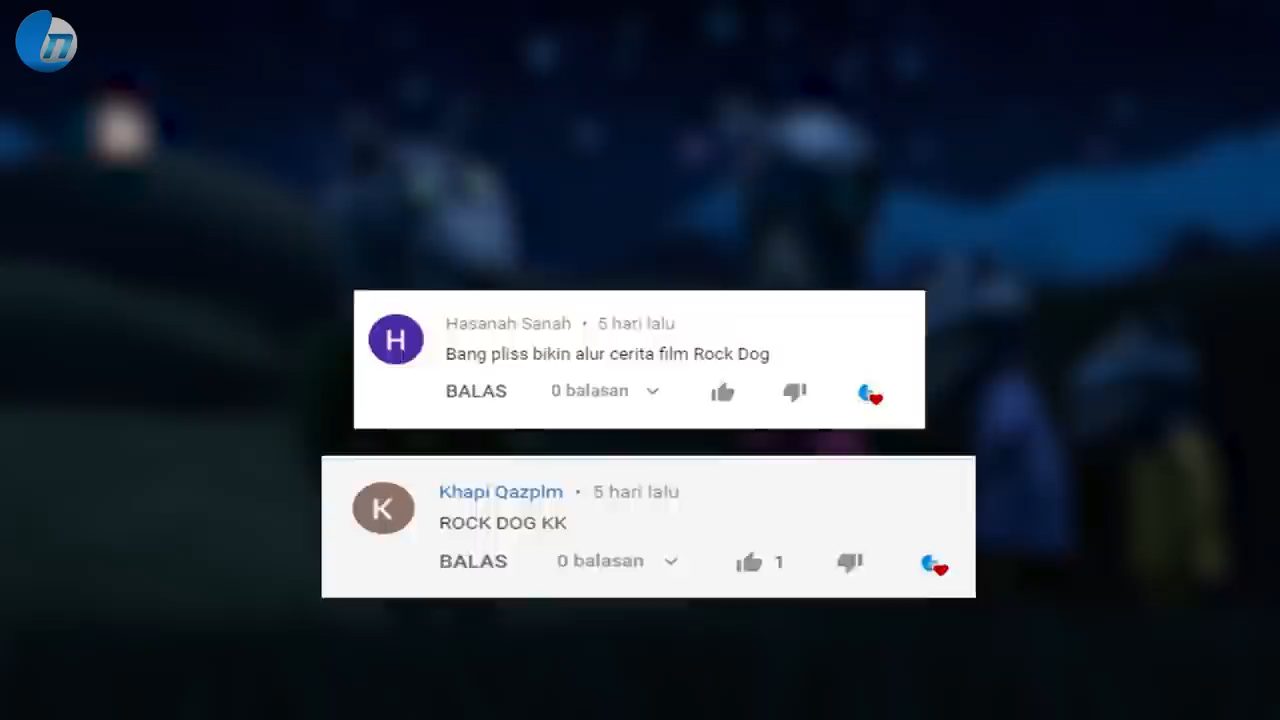 n
H
Hasanah Sanah • 5 hari lalu
Bang pliss bikin alur cerita film Rock Dog
BALAS 0 balasan
K
Khapi Qazplm • 5 hari lalu
ROCK DOG KK
BALAS 0 balasan 1